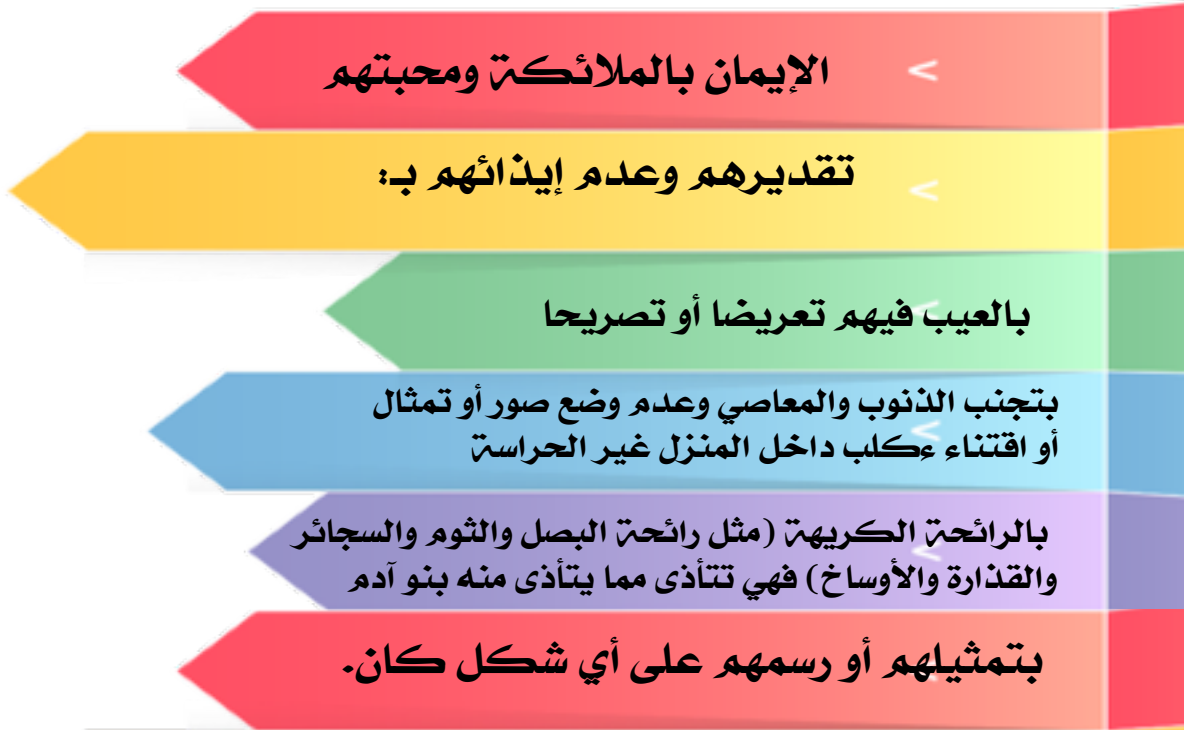 الإيمان بالملائكة ومحبتهم
تقديرهم وعدم إيذائهم بـ:
بالعيب فيهم تعريضا أو تصريحا
بتجنب الذنوب والمعاصي وعدم وضع صور أو تمثال
أو اقتناء ءكلب داخل المنزل غير الحراسة
بالرائحة الكريهة (مثل رائحة البصل والثوم والسجائر
والقذارة والأوساخ) فهي تتأذى مما يتأذى منه بنو آدم
بتمثيلهم أو رسمهم على أي شكل كان.